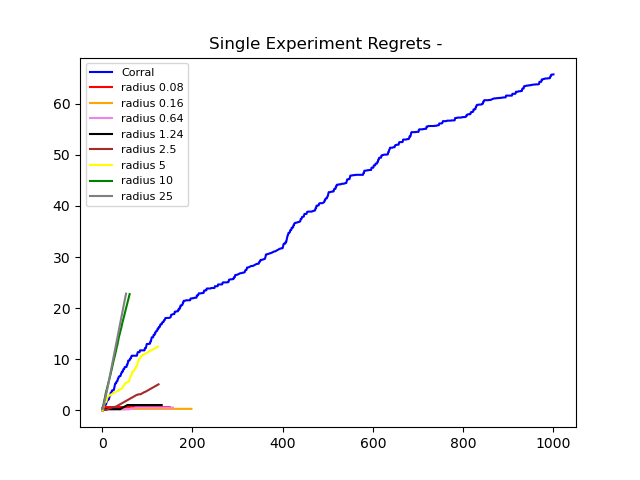 Single Experiment Regrets -
Corral
radius 0.08
radius 0.16
radius 0.64
radius 1.24
radius 2.5
radius 5
radius 10
radius 25
60
50
40
30
20
10
0
0 200 400 600 800 1000